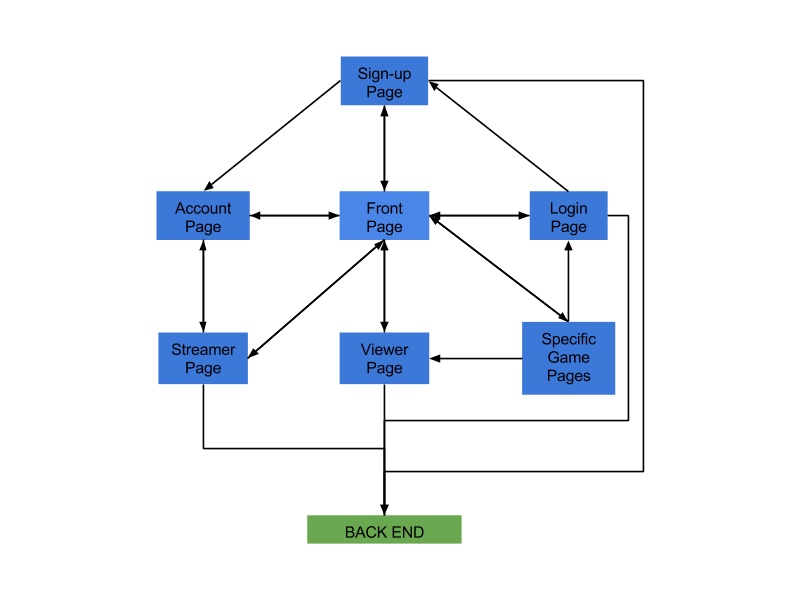 Sign-up
Page
Account
Page
Front
Page
Login
Page
Streamer
Page
Viewer
Page
Specific
Game
Pages
BACK END